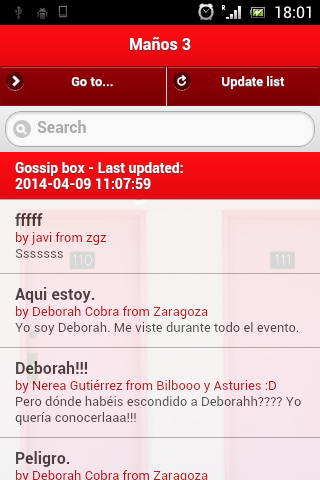 R
18:01
Maños 3
Go to...
Update list
Search
Gossip box - Last updated:
2014-04-09 11:07:59
fffff
by javi from zgz
Sssssss
110
111
Aqui estoy.
by Deborah Cobra from Zaragoza
Yo soy Deborah. Me viste durante todo el evento.
Deborah!!!
by Nerea Gutiérrez from Bilbooo y Asturies :D
Pero dónde habéis escondido a Deborahh???? Yo
quería conocerlaaa!!!
Peligro.
by Deborah Cobra from Zaragoza